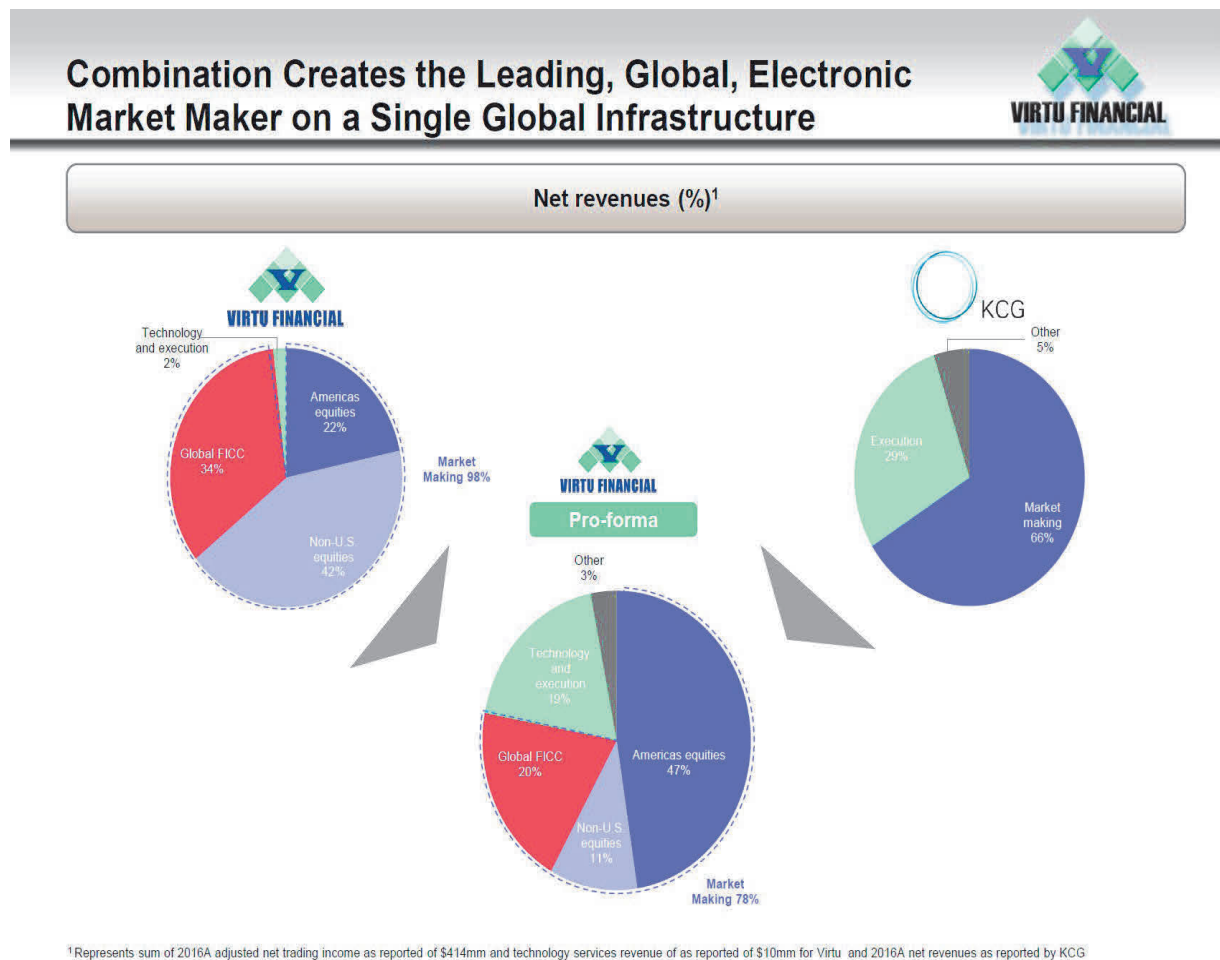 Combination Creates the Leading, Global, Electronic
Market Maker on a Single Global Infrastructure
VIRTU FINANCIAL
Net revenues (%)¹
VIRTU FINANCIAL
Technology
and execution
2%
Americas
equities
22%
Global FICC
34%
Non-U.S.
equities
42%
Market
Making 98%
KCG
Other
5%
Execution
29%
Market
making
66%
VIRTU FINANCIAL
Pro-forma
Other
3%
Technology
and
execution
19%
Global FICC
20%
Americas equities
47%
Non-U.S.
equities
11%
Market
Making 78%
¹ Represents sum of 2016A adjusted net trading income as reported of $414mm and technology services revenue of as reported of $10mm for Virtu and 2016A net revenues as reported by KCG